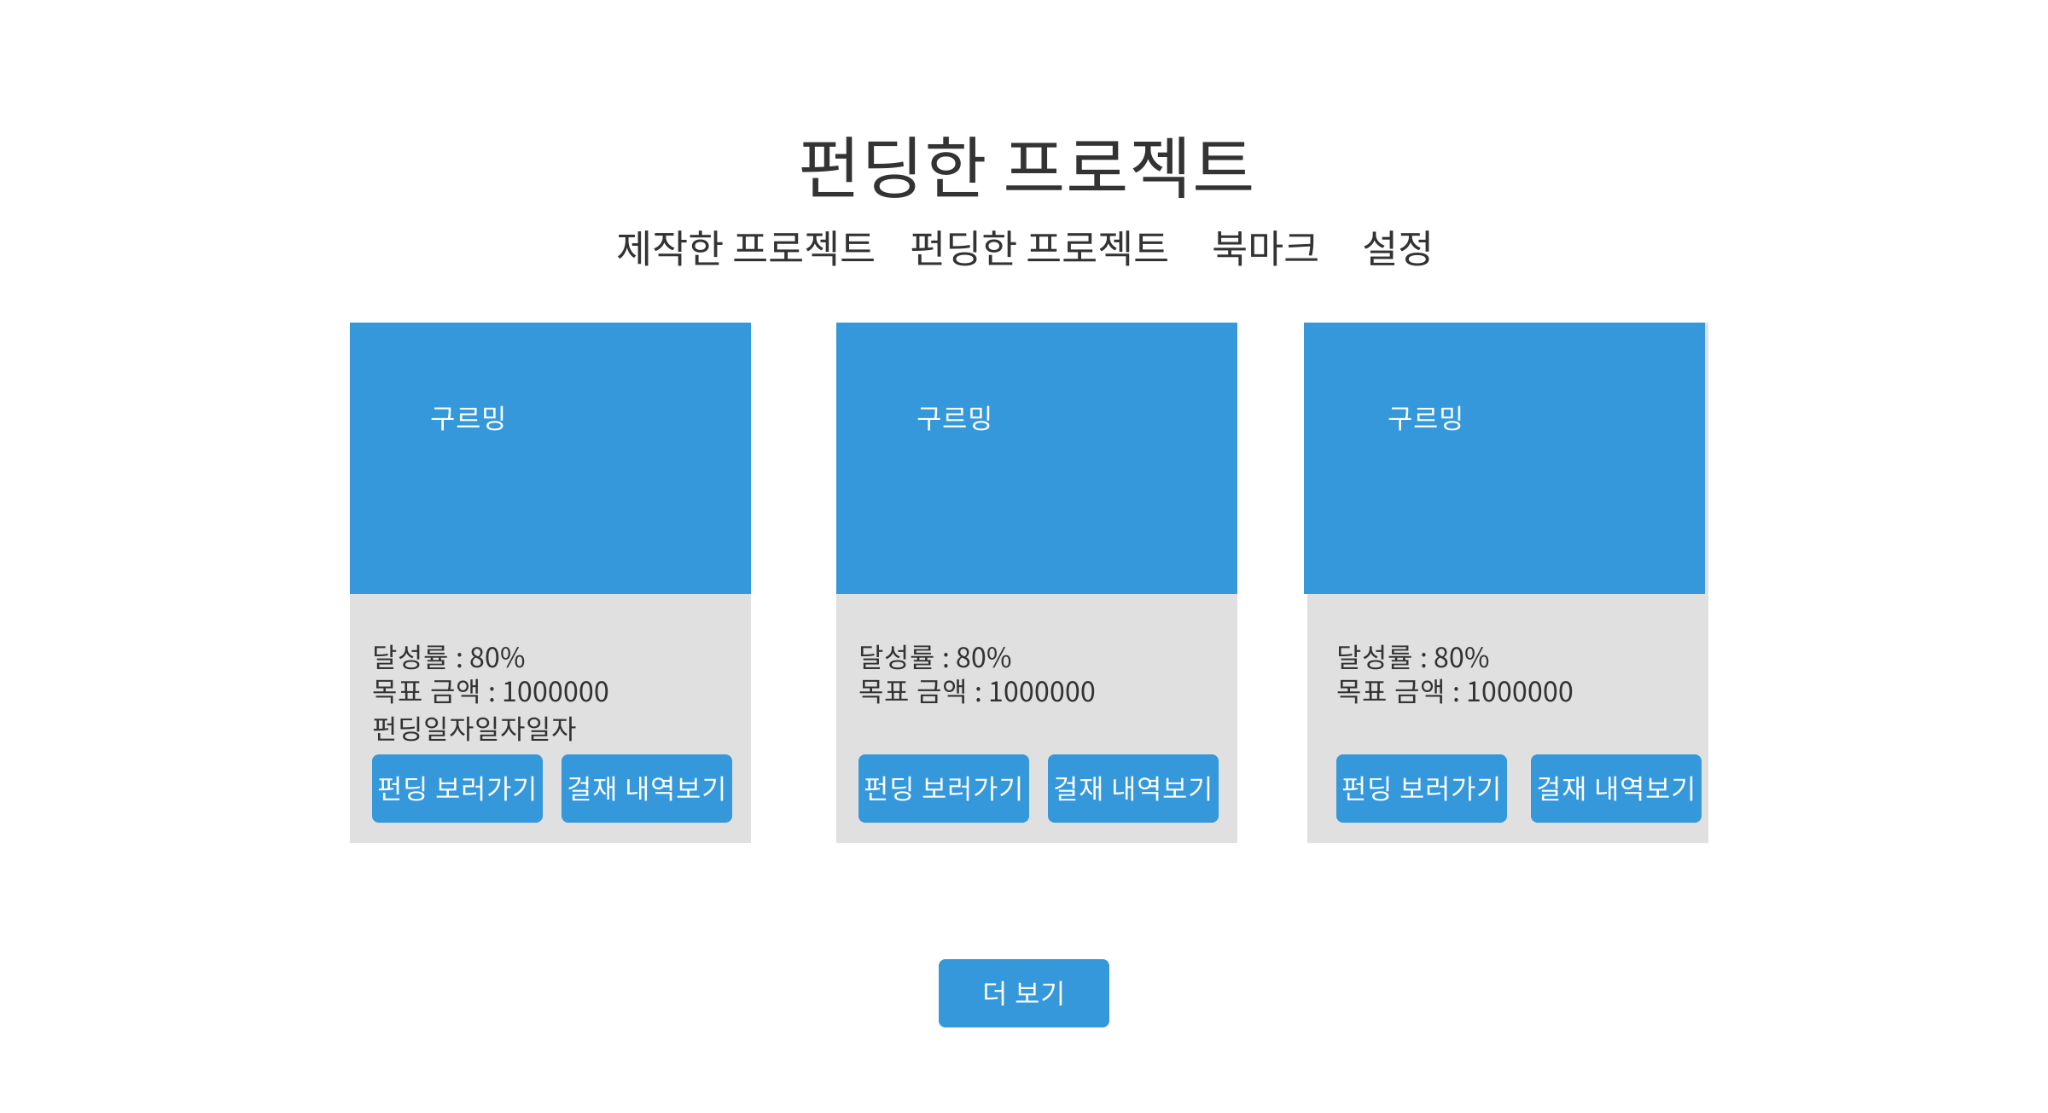 펀딩한 프로젝트
제작한 프로젝트 펀딩한 프로젝트 북마크 설정
구르밍
달성률 : 80%
목표 금액 : 1000000
펀딩일자일자일자
펀딩 보러가기 걸재 내역보기
구르밍
달성률 : 80%
목표 금액 : 1000000
펀딩 보러가기 걸재 내역보기
구르밍
달성률 : 80%
목표 금액 : 1000000
펀딩 보러가기 걸재 내역보기
더 보기